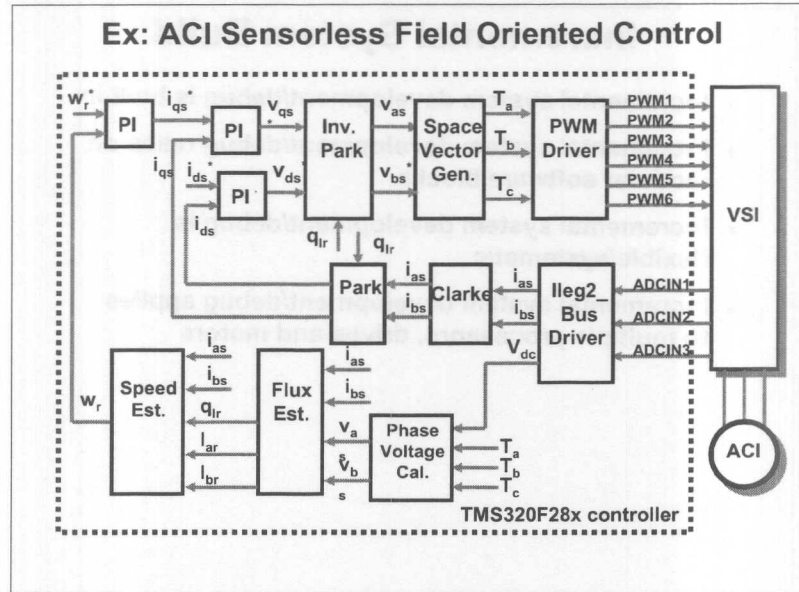 Ex: ACI Sensorless Field Oriented Control
w_r*
PI
i_qs
PI
v_qs
*
Inv.
Park
v_as
v_bs*
Space
Vector
Gen.
T_a
T_b
T_c
PWM
Driver
PWM1
PWM2
PWM3
PWM4
PWM5
PWM6
VSI
i_qs
i_ds
i_ds
PI
v_ds
q_lr
q_lr
Park
i_as
i_bs
Clarke
i_as
i_bs
Ileg2
Bus
Driver
ADCIN1
ADCIN2
ADCIN3
V_dc
w_r
Speed
Est.
i_as
i_bs
q_lr
l_ar
l_br
Flux
Est.
i_as
i_bs
v_a
s
v_b
s
Phase
Voltage
Cal.
T_a
T_b
T_c
ACI
TMS320F28x controller